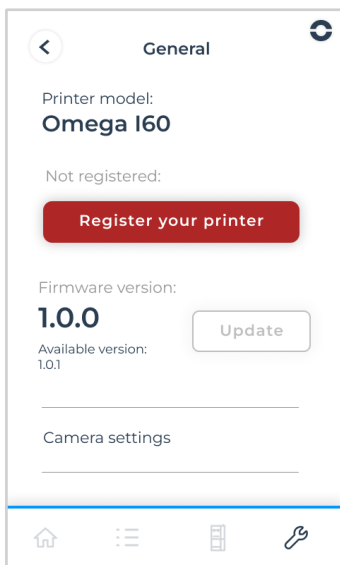 General
Printer model:
Omega I60
Not registered:
Register your printer
Firmware version:
1.0.0
Update
Available version:
1.0.1
Camera settings